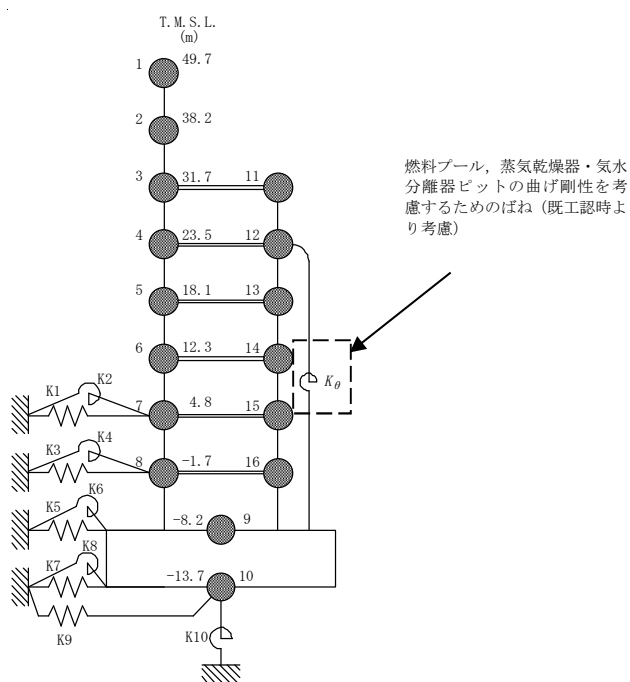 T.M.S.L.
(m)
1 49.7
2 38.2
3 31.7 11
燃料プール，蒸気乾燥器・気水
分離器ピットの曲げ剛性を考
慮するためのばね（既工認時よ
り考慮）
4 23.5 12
5 18.1 13
6 12.3 14
Kθ
K1 K2
7 4.8 15
K3 K4
8 -1.7 16
K5 K6
-8.2 9
K7 K8
-13.7 10
K9
K10